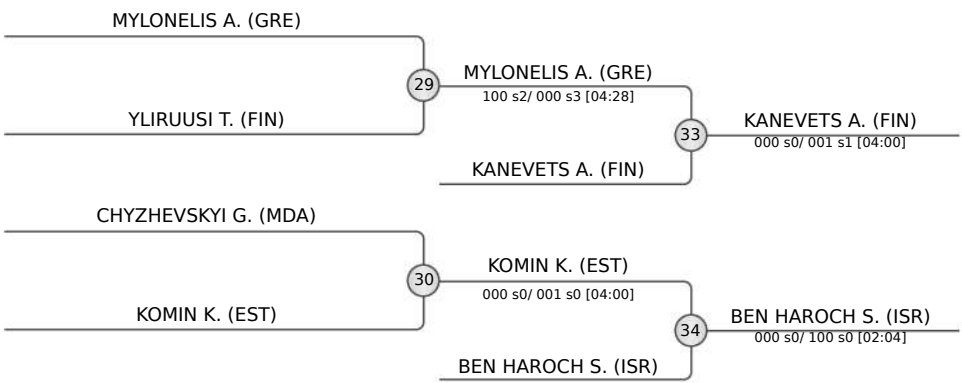 MYLONELIS A. (GRE)
29
MYLONELIS A. (GRE)
100 s2/ 000 s3 [04:28]
YLIRUUSI T. (FIN)
33
KANEVETS A. (FIN)
000 s0/ 001 s1 [04:00]
KANEVETS A. (FIN)
CHYZHEVSKYI G. (MDA)
30
KOMIN K. (EST)
000 s0/ 001 s0 [04:00]
KOMIN K. (EST)
34
BEN HAROCH S. (ISR)
000 s0/ 100 s0 [02:04]
BEN HAROCH S. (ISR)